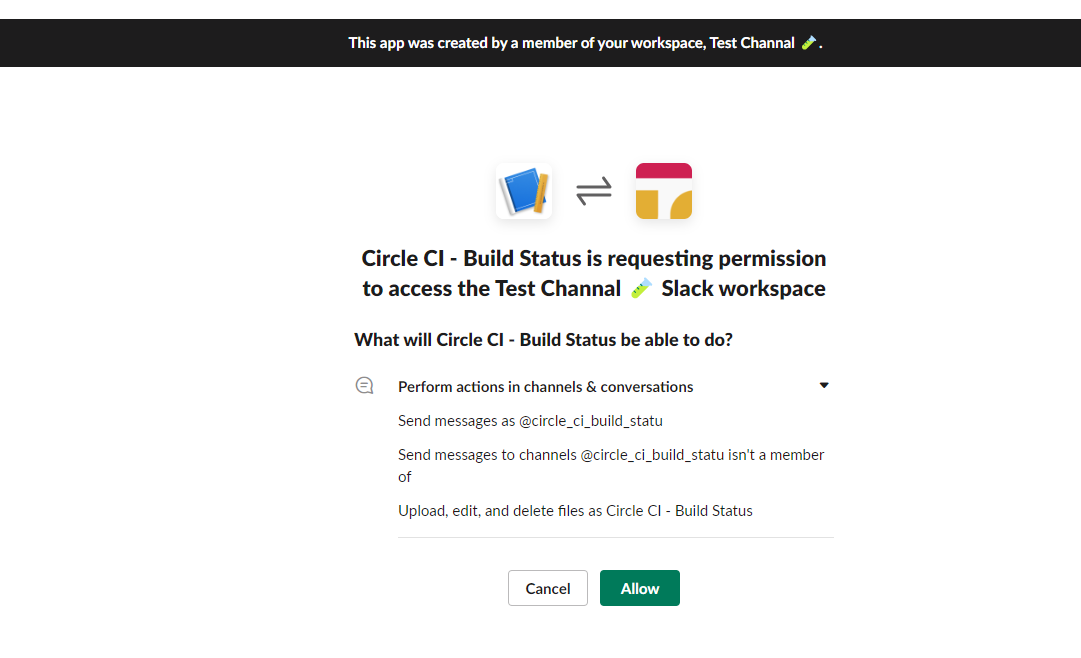 This app was created by a member of your workspace, Test Channal 🧪.
Circle CI - Build Status is requesting permission
to access the Test Channal 🧪 Slack workspace
What will Circle CI - Build Status be able to do?
Perform actions in channels & conversations
Send messages as @circle_ci_build_statu
Send messages to channels @circle_ci_build_statu isn't a member
of
Upload, edit, and delete files as Circle CI - Build Status
Cancel Allow